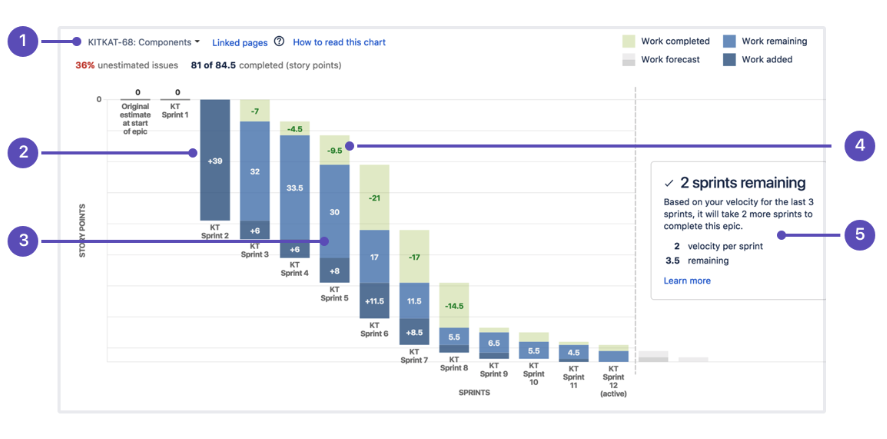 1
KITKAT-68: Components
Linked pages
How to read this chart
Work completed
Work remaining
Work forecast
Work added
36% unestimated issues
81 of 84.5 completed (story points)
0
0
0
Original
estimate
at start
of epic
KT
Sprint 1
+39
KT
Sprint 2
-7
32
+6
KT
Sprint 3
-4.5
33.5
+6
KT
Sprint 4
-9.5
30
+8
KT
Sprint 5
-21
17
+11.5
KT
Sprint 6
-17
11.5
+8.5
KT
Sprint 7
-14.5
5.5
KT
Sprint 8
6.5
KT
Sprint 9
5.5
KT
Sprint
10
4.5
KT
Sprint
11
KT
Sprint
12
(active)
STORY POINTS
SPRINTS
2
3
4
5
✓ 2 sprints remaining
Based on your velocity for the last 3
sprints, it will take 2 more sprints to
complete this epic.
2 velocity per sprint
3.5 remaining
Learn more